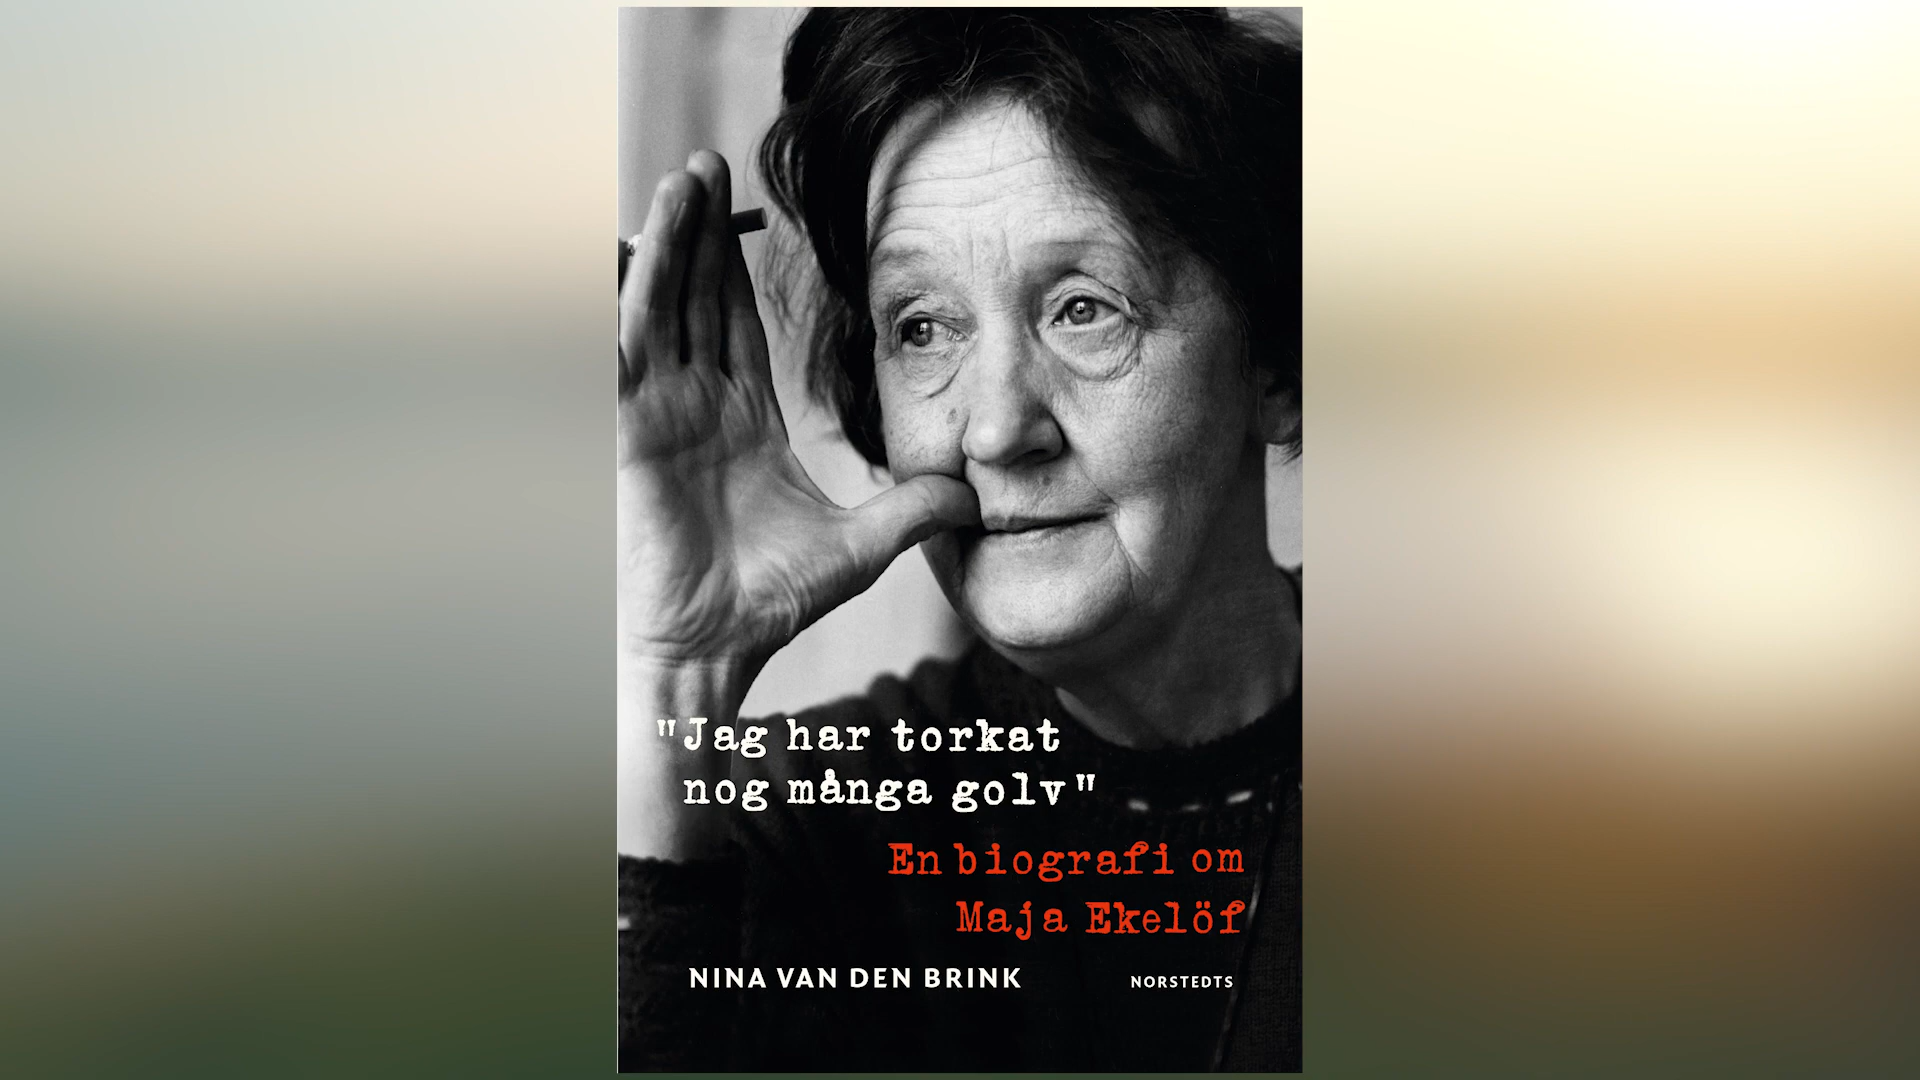 "Jag har torkat
nog många golv"
En biografi om
Maja Ekelöf
NINA VAN DEN BRINK
NORSTEDTS